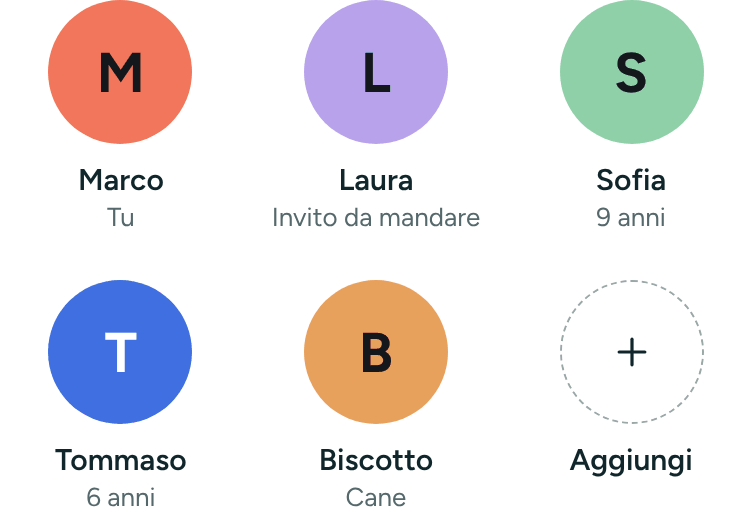 M
L
S
Marco
Laura
Sofia
Tu
Invito da mandare
9 anni
T
B
Tommaso
Biscotto
Aggiungi
6 anni
Cane